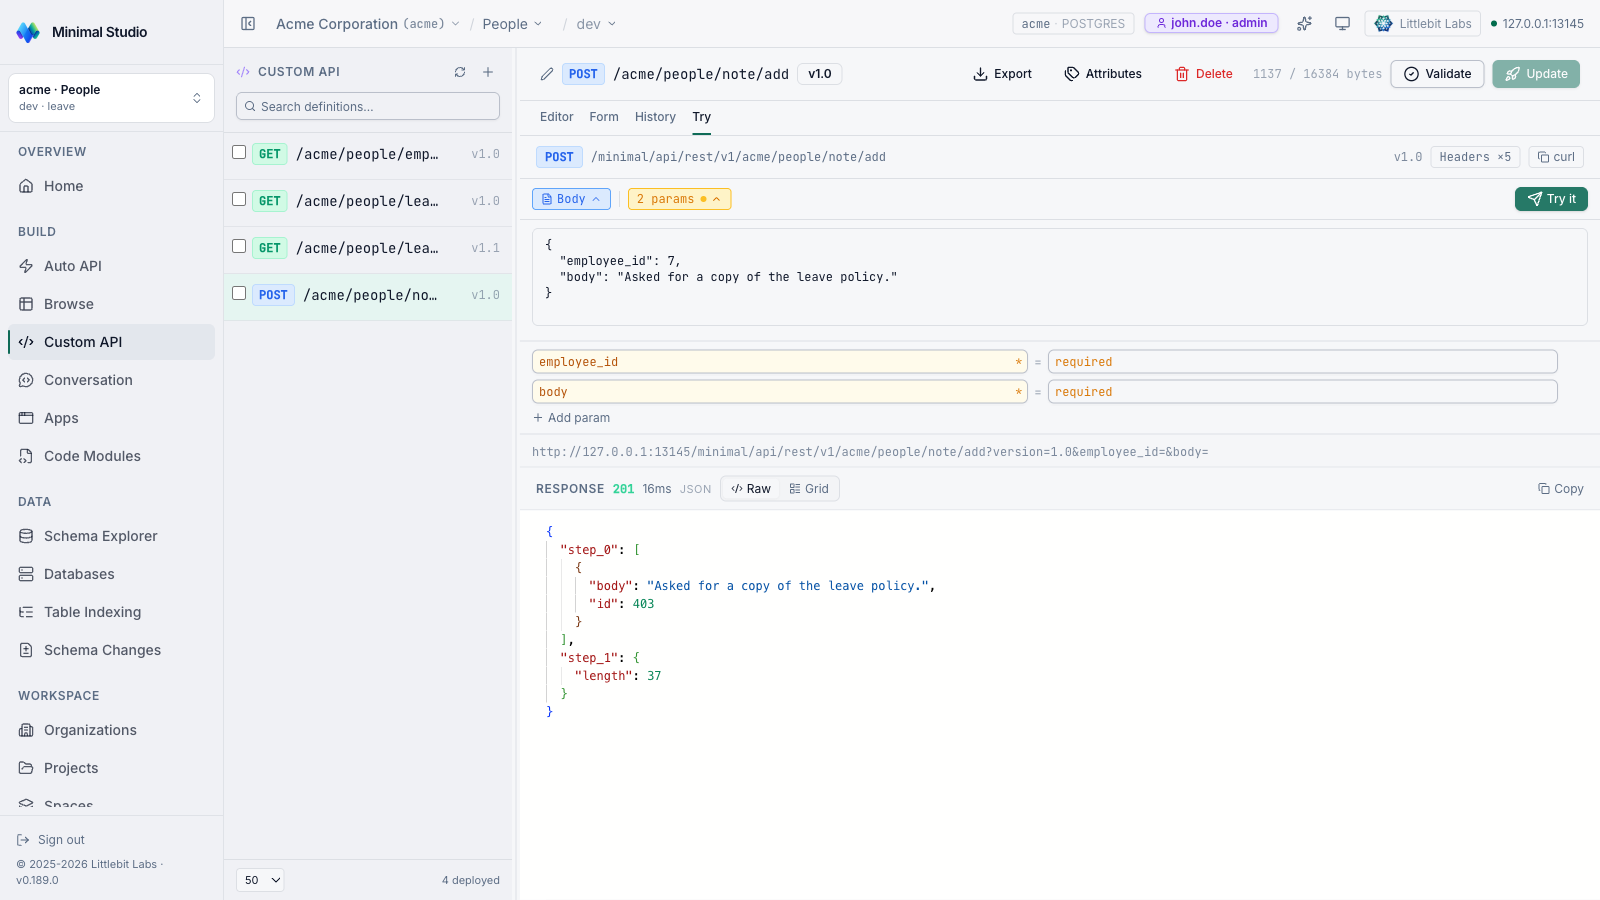 Minimal Studio
acme · People
dev · leave
OVERVIEW
Home
BUILD
Auto API
Browse
Custom API
Conversation
Apps
Code Modules
DATA
Schema Explorer
Databases
Table Indexing
Schema Changes
WORKSPACE
Organizations
Projects
Spaces
Sign out
© 2025-2026 Littlebit Labs ·
v0.189.0
Acme Corporation (acme) / People / dev
acme · POSTGRES
john.doe · admin
Littlebit Labs
127.0.0.1:13145
CUSTOM API
Search definitions...
GET /acme/people/emp… v1.0
GET /acme/people/lea… v1.0
GET /acme/people/lea… v1.1
POST /acme/people/no… v1.0
50
4 deployed
POST /acme/people/note/add v1.0
Export
Attributes
Delete
1137 / 16384 bytes
Validate
Update
Editor Form History Try
POST /minimal/api/rest/v1/acme/people/note/add
v1.0 Headers ×5 curl
Body
2 params
Try it
{
"employee_id": 7,
"body": "Asked for a copy of the leave policy."
}
employee_id * = required
body * = required
+ Add param
http://127.0.0.1:13145/minimal/api/rest/v1/acme/people/note/add?version=1.0&employee_id=&body=
RESPONSE 201 16ms JSON Raw Grid
Copy
{
"step_0": [
{
"body": "Asked for a copy of the leave policy.",
"id": 403
}
],
"step_1": {
"length": 37
}
}